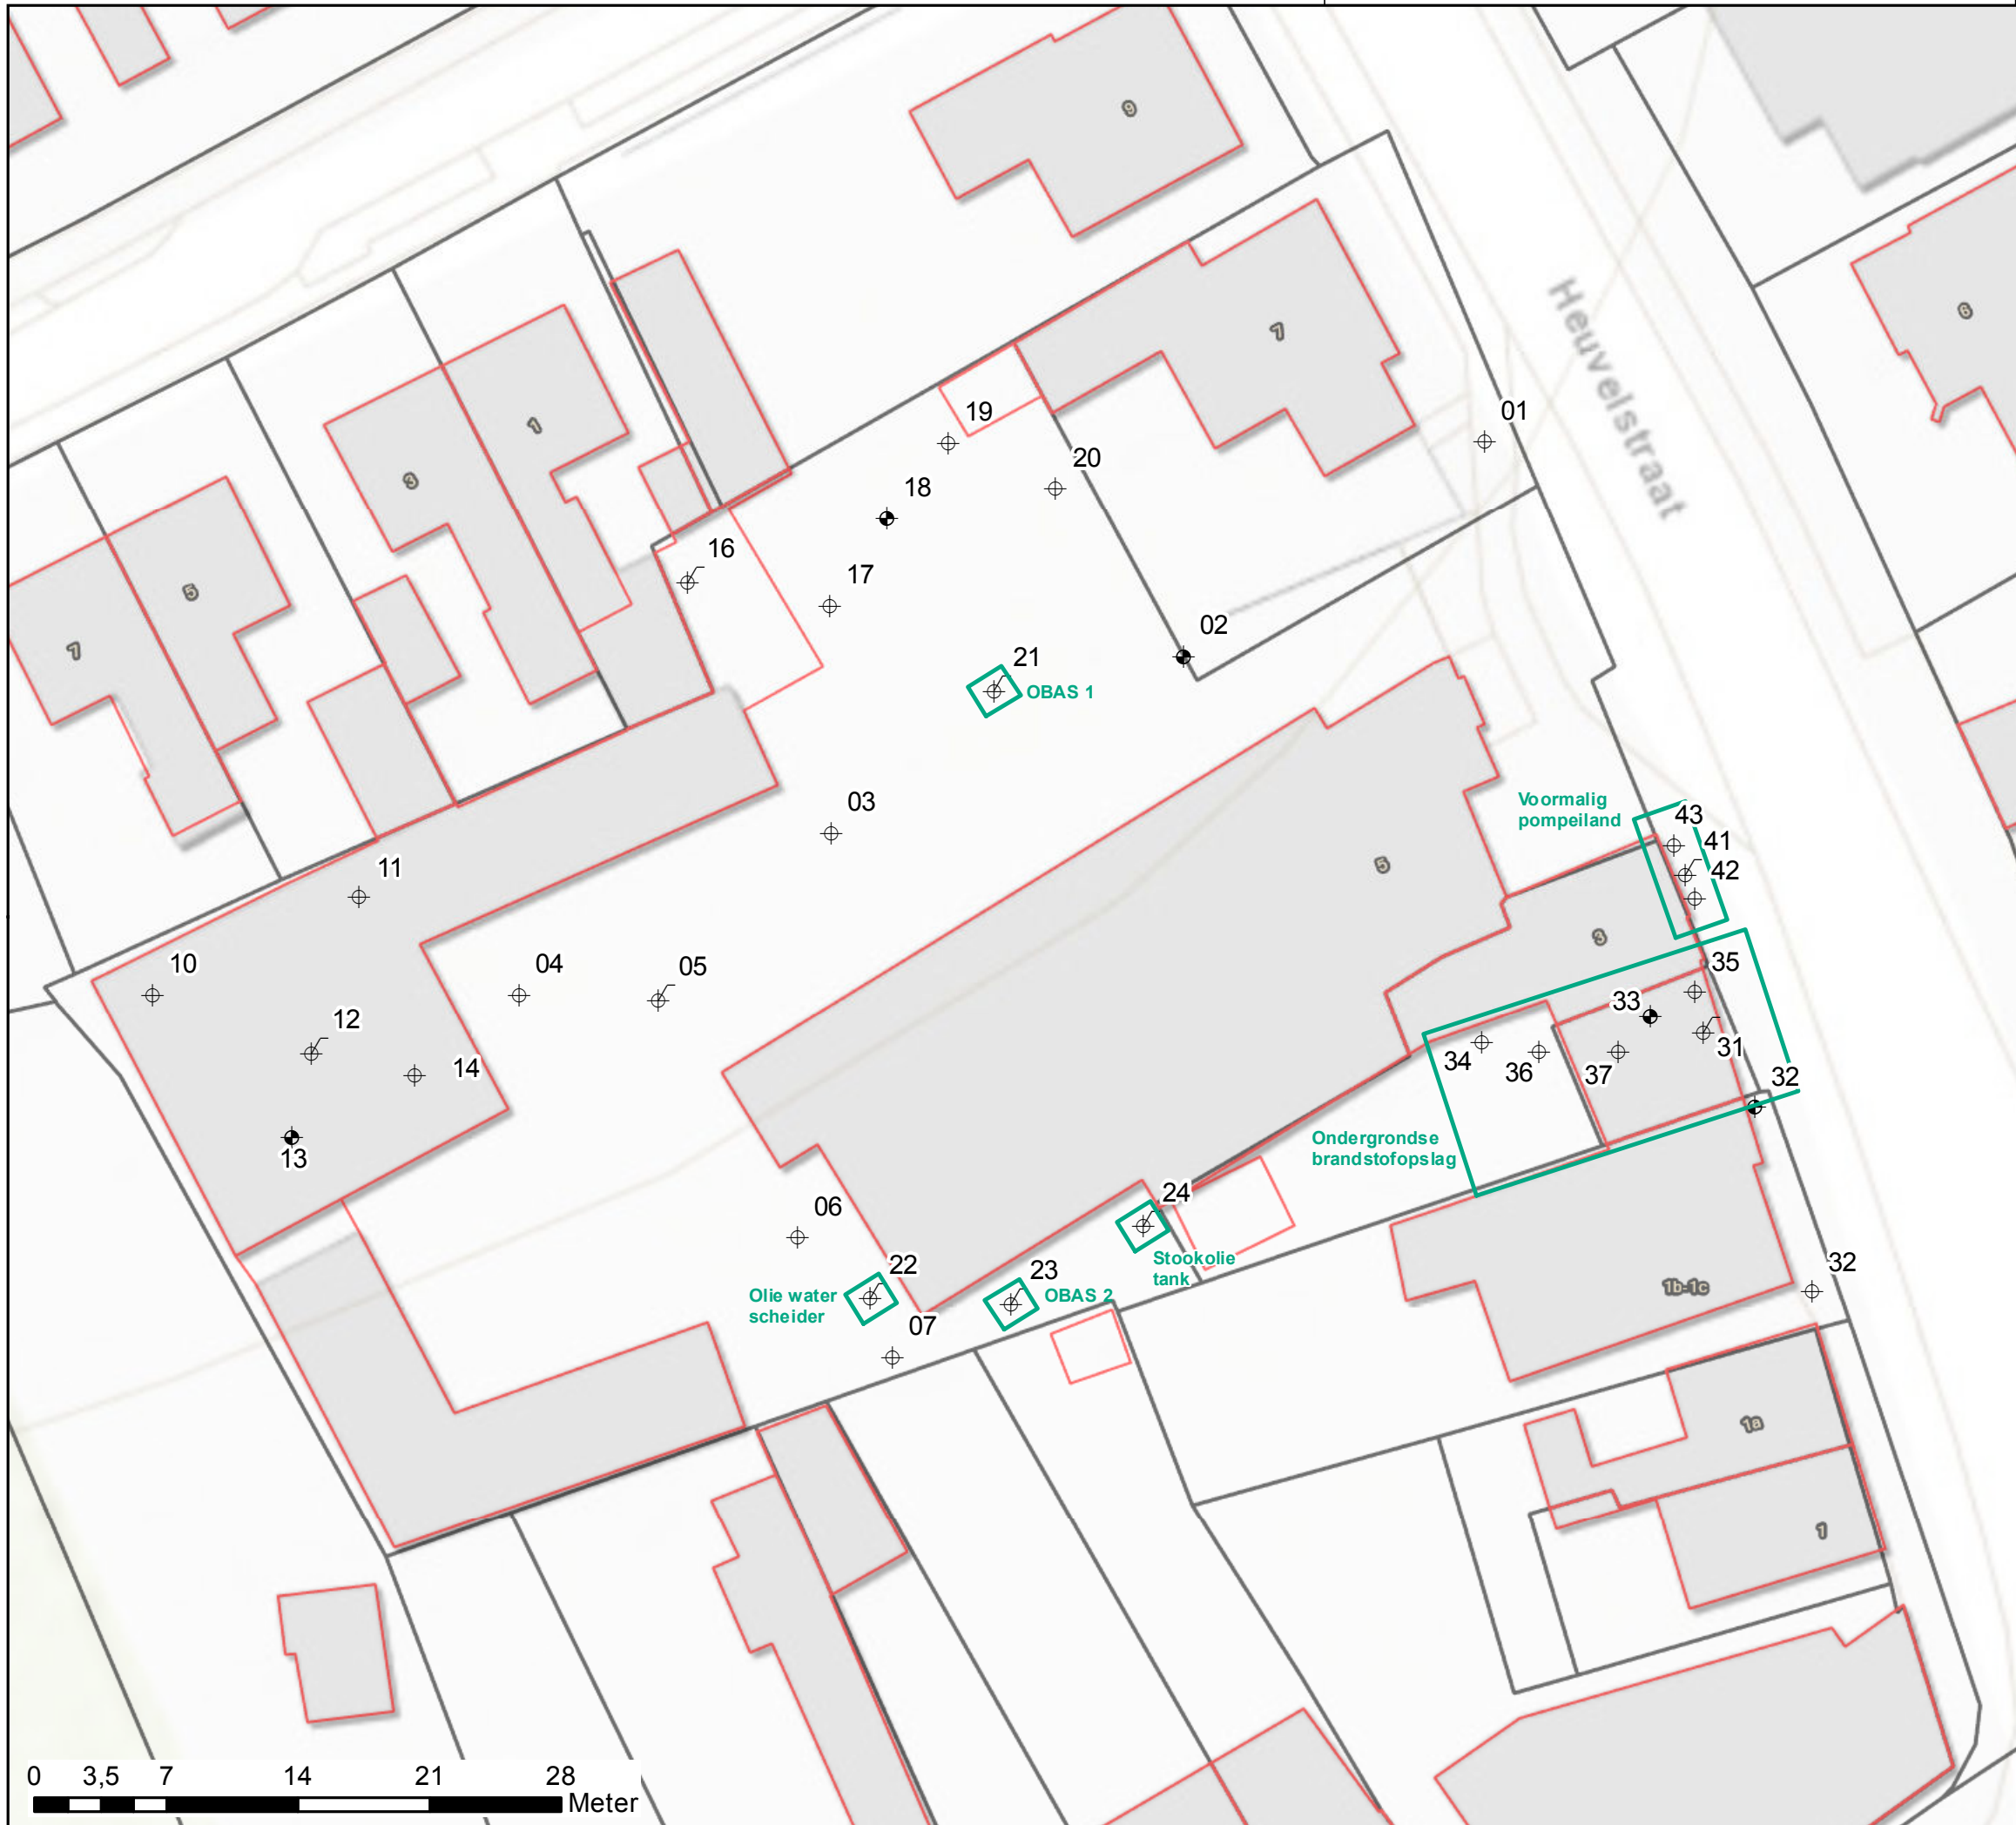 9
7
Heuvelstraat
6
01
19
20
18
1
3
16
17
5
7
02
21
OBAS 1
03
Voormalig
pompeiland
43
41
42
5
3
11
10
04
05
35
33
12
14
34
36
37
31
32
13
Ondergrondse
brandstofopslag
24
06
Stookolie
tank
22
23
OBAS 2
Olie water
scheider
07
32
1b-1c
1a
1
0 3,5 7 14 21 28
Meter